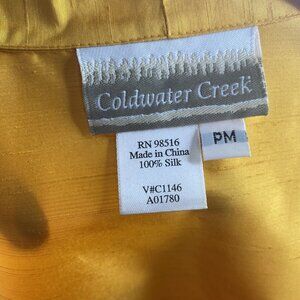 Coldwater Creek
RN 98516
Made in China
100% Silk
V#C1146
A01780
PM